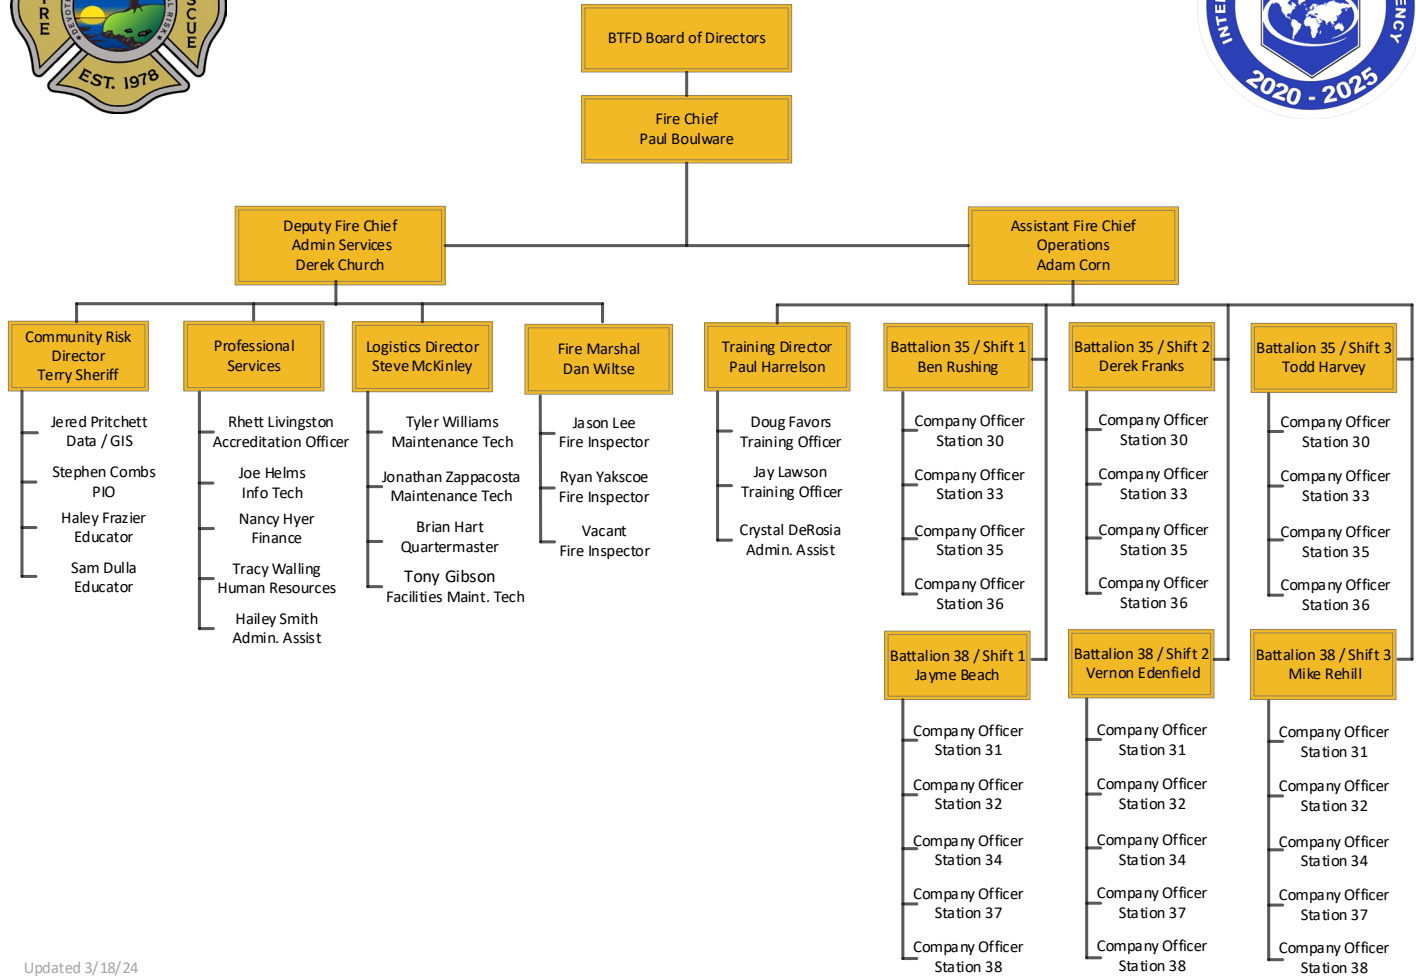 FIRE
RESCUE
EST. 1978
2020 - 2025
BTFD Board of Directors
Fire Chief
Paul Boulware
Deputy Fire Chief
Admin Services
Derek Church
Assistant Fire Chief
Operations
Adam Corn
Community Risk
Director
Terry Sheriff
Jered Pritchett
Data / GIS
Stephen Combs
PIO
Haley Frazier
Educator
Sam Dulla
Educator
Professional
Services
Rhett Livingston
Accreditation Officer
Joe Helms
Info Tech
Nancy Hyer
Finance
Tracy Walling
Human Resources
Hailey Smith
Admin. Assist
Logistics Director
Steve McKinley
Tyler Williams
Maintenance Tech
Jonathan Zappacosta
Maintenance Tech
Brian Hart
Quartermaster
Tony Gibson
Facilities Maint. Tech
Fire Marshal
Dan Wiltse
Jason Lee
Fire Inspector
Ryan Yakscoe
Fire Inspector
Vacant
Fire Inspector
Training Director
Paul Harrelson
Doug Favors
Training Officer
Jay Lawson
Training Officer
Crystal DeRosia
Admin. Assist
Battalion 35 / Shift 1
Ben Rushing
Company Officer
Station 30
Company Officer
Station 33
Company Officer
Station 35
Company Officer
Station 36
Battalion 35 / Shift 2
Derek Franks
Company Officer
Station 30
Company Officer
Station 33
Company Officer
Station 35
Company Officer
Station 36
Battalion 35 / Shift 3
Todd Harvey
Company Officer
Station 30
Company Officer
Station 33
Company Officer
Station 35
Company Officer
Station 36
Battalion 38 / Shift 1
Jayme Beach
Company Officer
Station 31
Company Officer
Station 32
Company Officer
Station 34
Company Officer
Station 37
Company Officer
Station 38
Battalion 38 / Shift 2
Vernon Edenfield
Company Officer
Station 31
Company Officer
Station 32
Company Officer
Station 34
Company Officer
Station 37
Company Officer
Station 38
Battalion 38 / Shift 3
Mike Rehill
Company Officer
Station 31
Company Officer
Station 32
Company Officer
Station 34
Company Officer
Station 37
Company Officer
Station 38
Updated 3/18/24